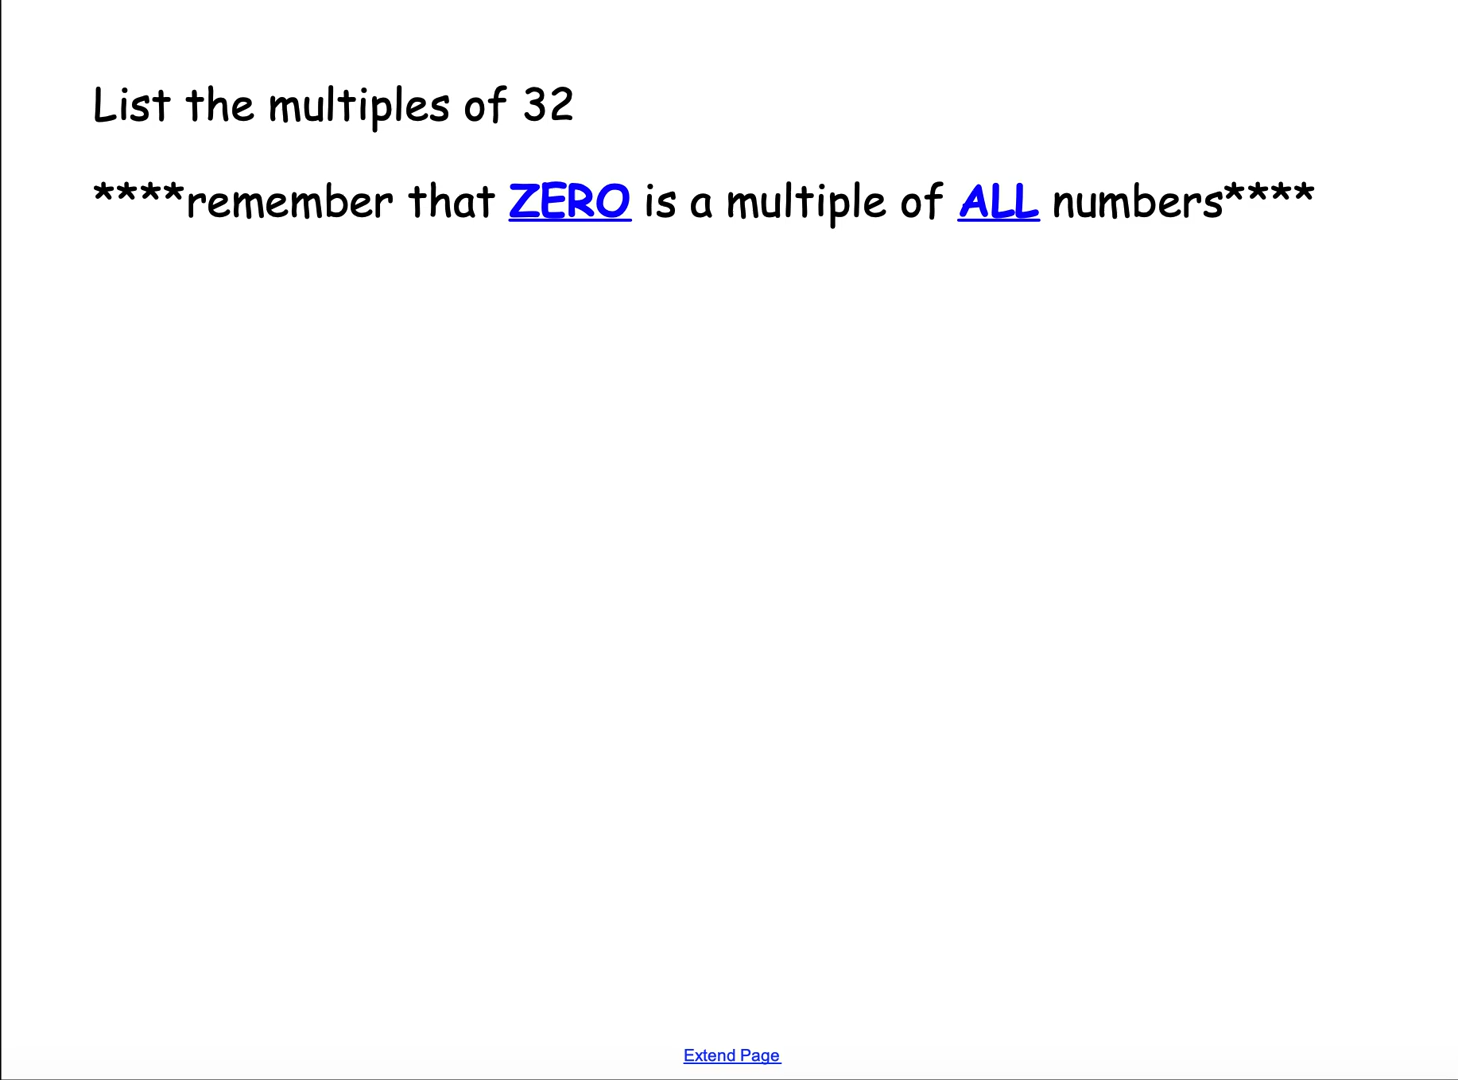 List the multiples of 32
****remember that ZERO is a multiple of ALL numbers****
Extend Page